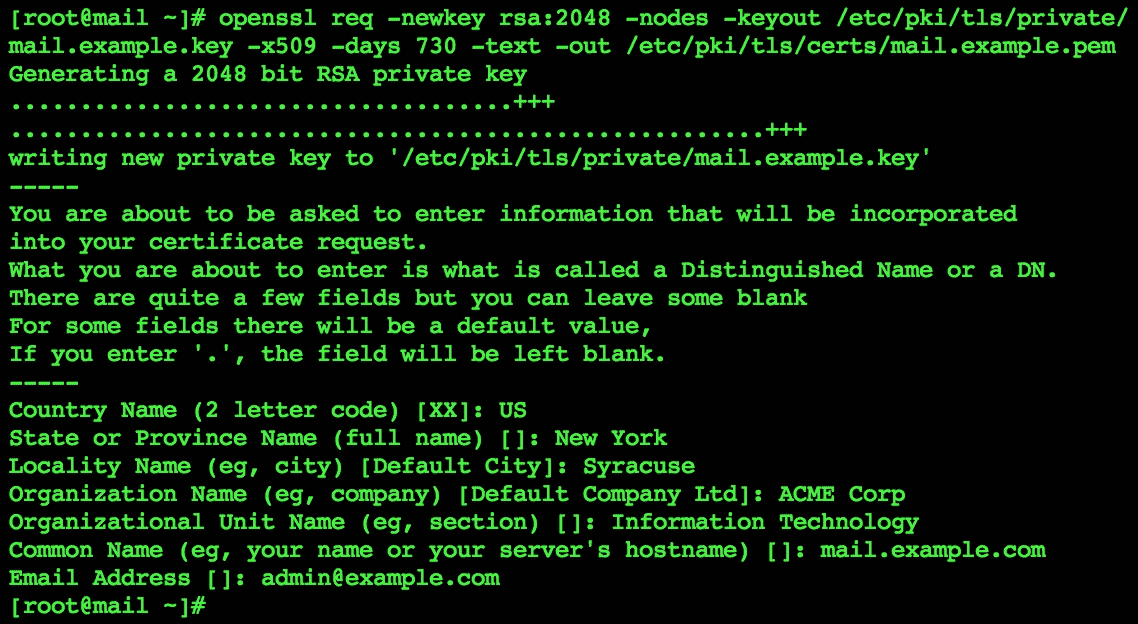 [root@mail ~]# openssl req -newkey rsa:2048 -nodes -keyout /etc/pki/tls/private/
mail.example.key -x509 -days 730 -text -out /etc/pki/tls/certs/mail.example.pem
Generating a 2048 bit RSA private key
....................................+++
......................................................+++
writing new private key to '/etc/pki/tls/private/mail.example.key'
-----
You are about to be asked to enter information that will be incorporated
into your certificate request.
What you are about to enter is what is called a Distinguished Name or a DN.
There are quite a few fields but you can leave some blank
For some fields there will be a default value,
If you enter '.', the field will be left blank.
-----
Country Name (2 letter code) [XX]: US
State or Province Name (full name) []: New York
Locality Name (eg, city) [Default City]: Syracuse
Organization Name (eg, company) [Default Company Ltd]: ACME Corp
Organizational Unit Name (eg, section) []: Information Technology
Common Name (eg, your name or your server's hostname) []: mail.example.com
Email Address []: admin@example.com
[root@mail ~]#